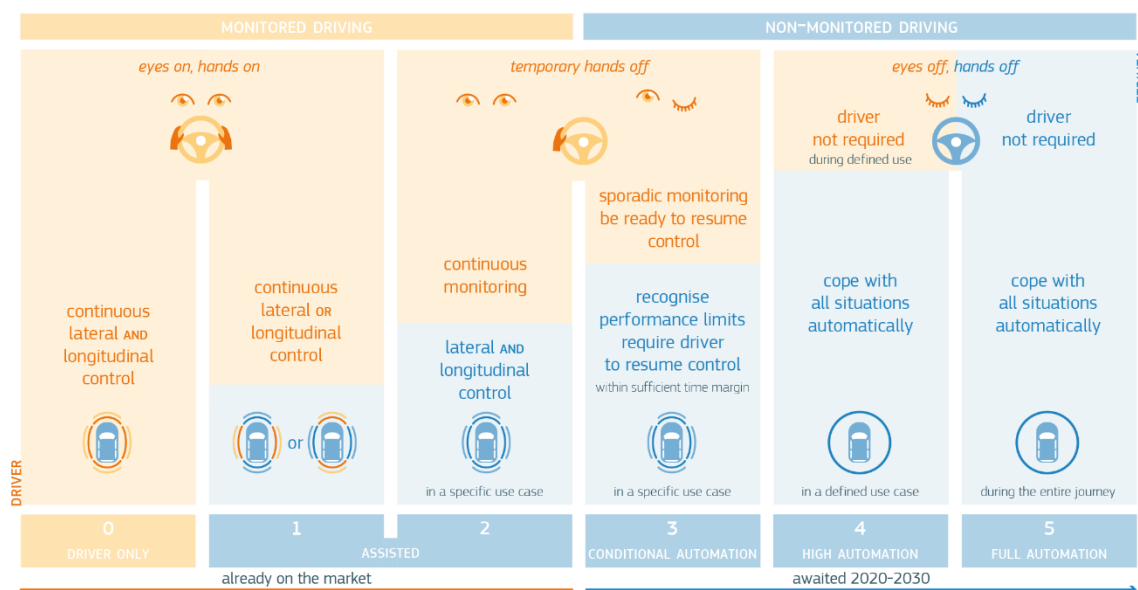 MONITORED DRIVING
NON-MONITORED DRIVING
eyes on, hands on
temporary hands off
eyes off, hands off
driver
not required
during defined use
driver
not required
sporadic monitoring
be ready to resume
control
continuous
lateral AND
longitudinal
control
continuous
lateral OR
longitudinal
control
continuous
monitoring
lateral AND
longitudinal
control
recognise
performance limits
require driver
to resume control
within sufficient time margin
cope with
all situations
automatically
cope with
all situations
automatically
or
in a specific use case
in a specific use case
in a defined use case
during the entire journey
DRIVER
0
DRIVER ONLY
1
2
ASSISTED
3
CONDITIONAL AUTOMATION
4
HIGH AUTOMATION
5
FULL AUTOMATION
already on the market
awaited 2020-2030